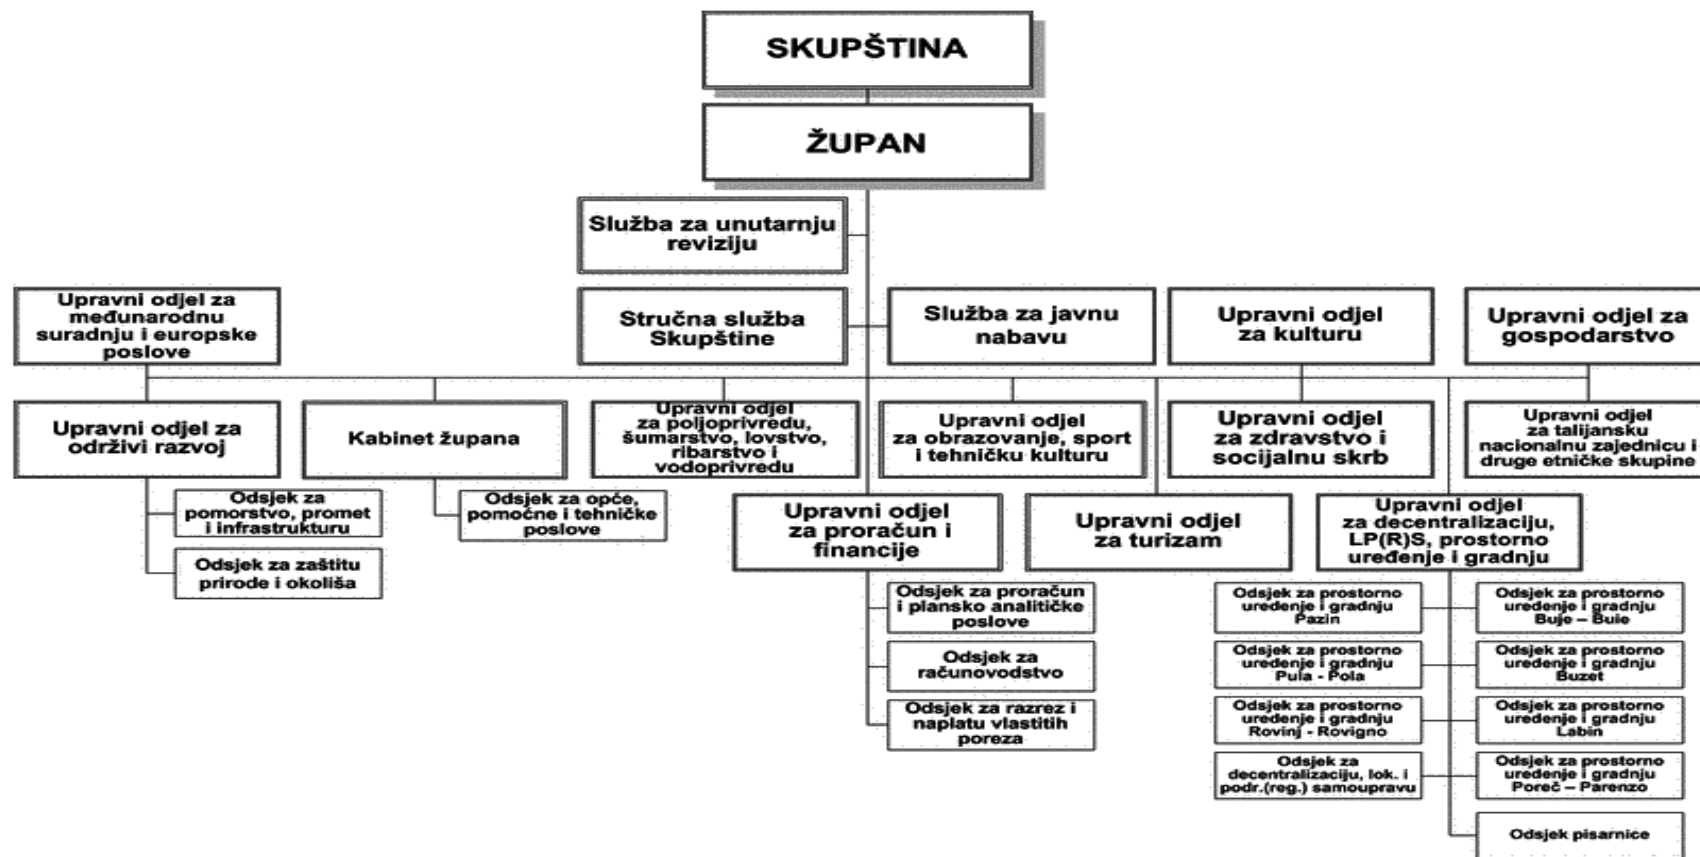 SKUPŠTINA
ŽUPAN
Služba za unutarnju
reviziju
Upravni odjel za
međunarodnu
suradnju i europske
poslove
Stručna služba
Skupštine
Služba za javnu
nabavu
Upravni odjel
za kulturu
Upravni odjel za
gospodarstvo
Upravni odjel za
održivi razvoj
Kabinet župana
Upravni odjel
za poljoprivredu,
šumarstvo, lovstvo,
ribarstvo i
vodoprivredu
Upravni odjel
za obrazovanje, sport
i tehničku kulturu
Upravni odjel
za zdravstvo i
socijalnu skrb
Upravni odjel
za talijansku
nacionalnu zajednicu i
druge etničke skupine
Odsjek za
pomorstvo, promet
i infrastrukturu
Odsjek za zaštitu
prirode i okoliša
Odsjek za opće,
pomoćne i tehničke
poslove
Upravni odjel
za proračun i
financije
Upravni odjel
za turizam
Upravni odjel
za decentralizaciju,
LP(R)S, prostorno
uređenje i gradnju
Odsjek za proračun
i plansko analitičke
poslove
Odsjek za
računovodstvo
Odsjek za razrez i
naplatu vlastitih
poreza
Odsjek za prostorno
uređenje i gradnju
Pazin
Odsjek za prostorno
uređenje i gradnju
Buje – Buie
Odsjek za prostorno
uređenje i gradnju
Pula - Pola
Odsjek za prostorno
uređenje i gradnju
Buzet
Odsjek za prostorno
uređenje i gradnju
Rovinj - Rovigno
Odsjek za prostorno
uređenje i gradnju
Labin
Odsjek za
decentralizaciju, lok. i
podr.(reg.) samoupravu
Odsjek za prostorno
uređenje i gradnju
Poreč – Parenzo
Odsjek pisarnice